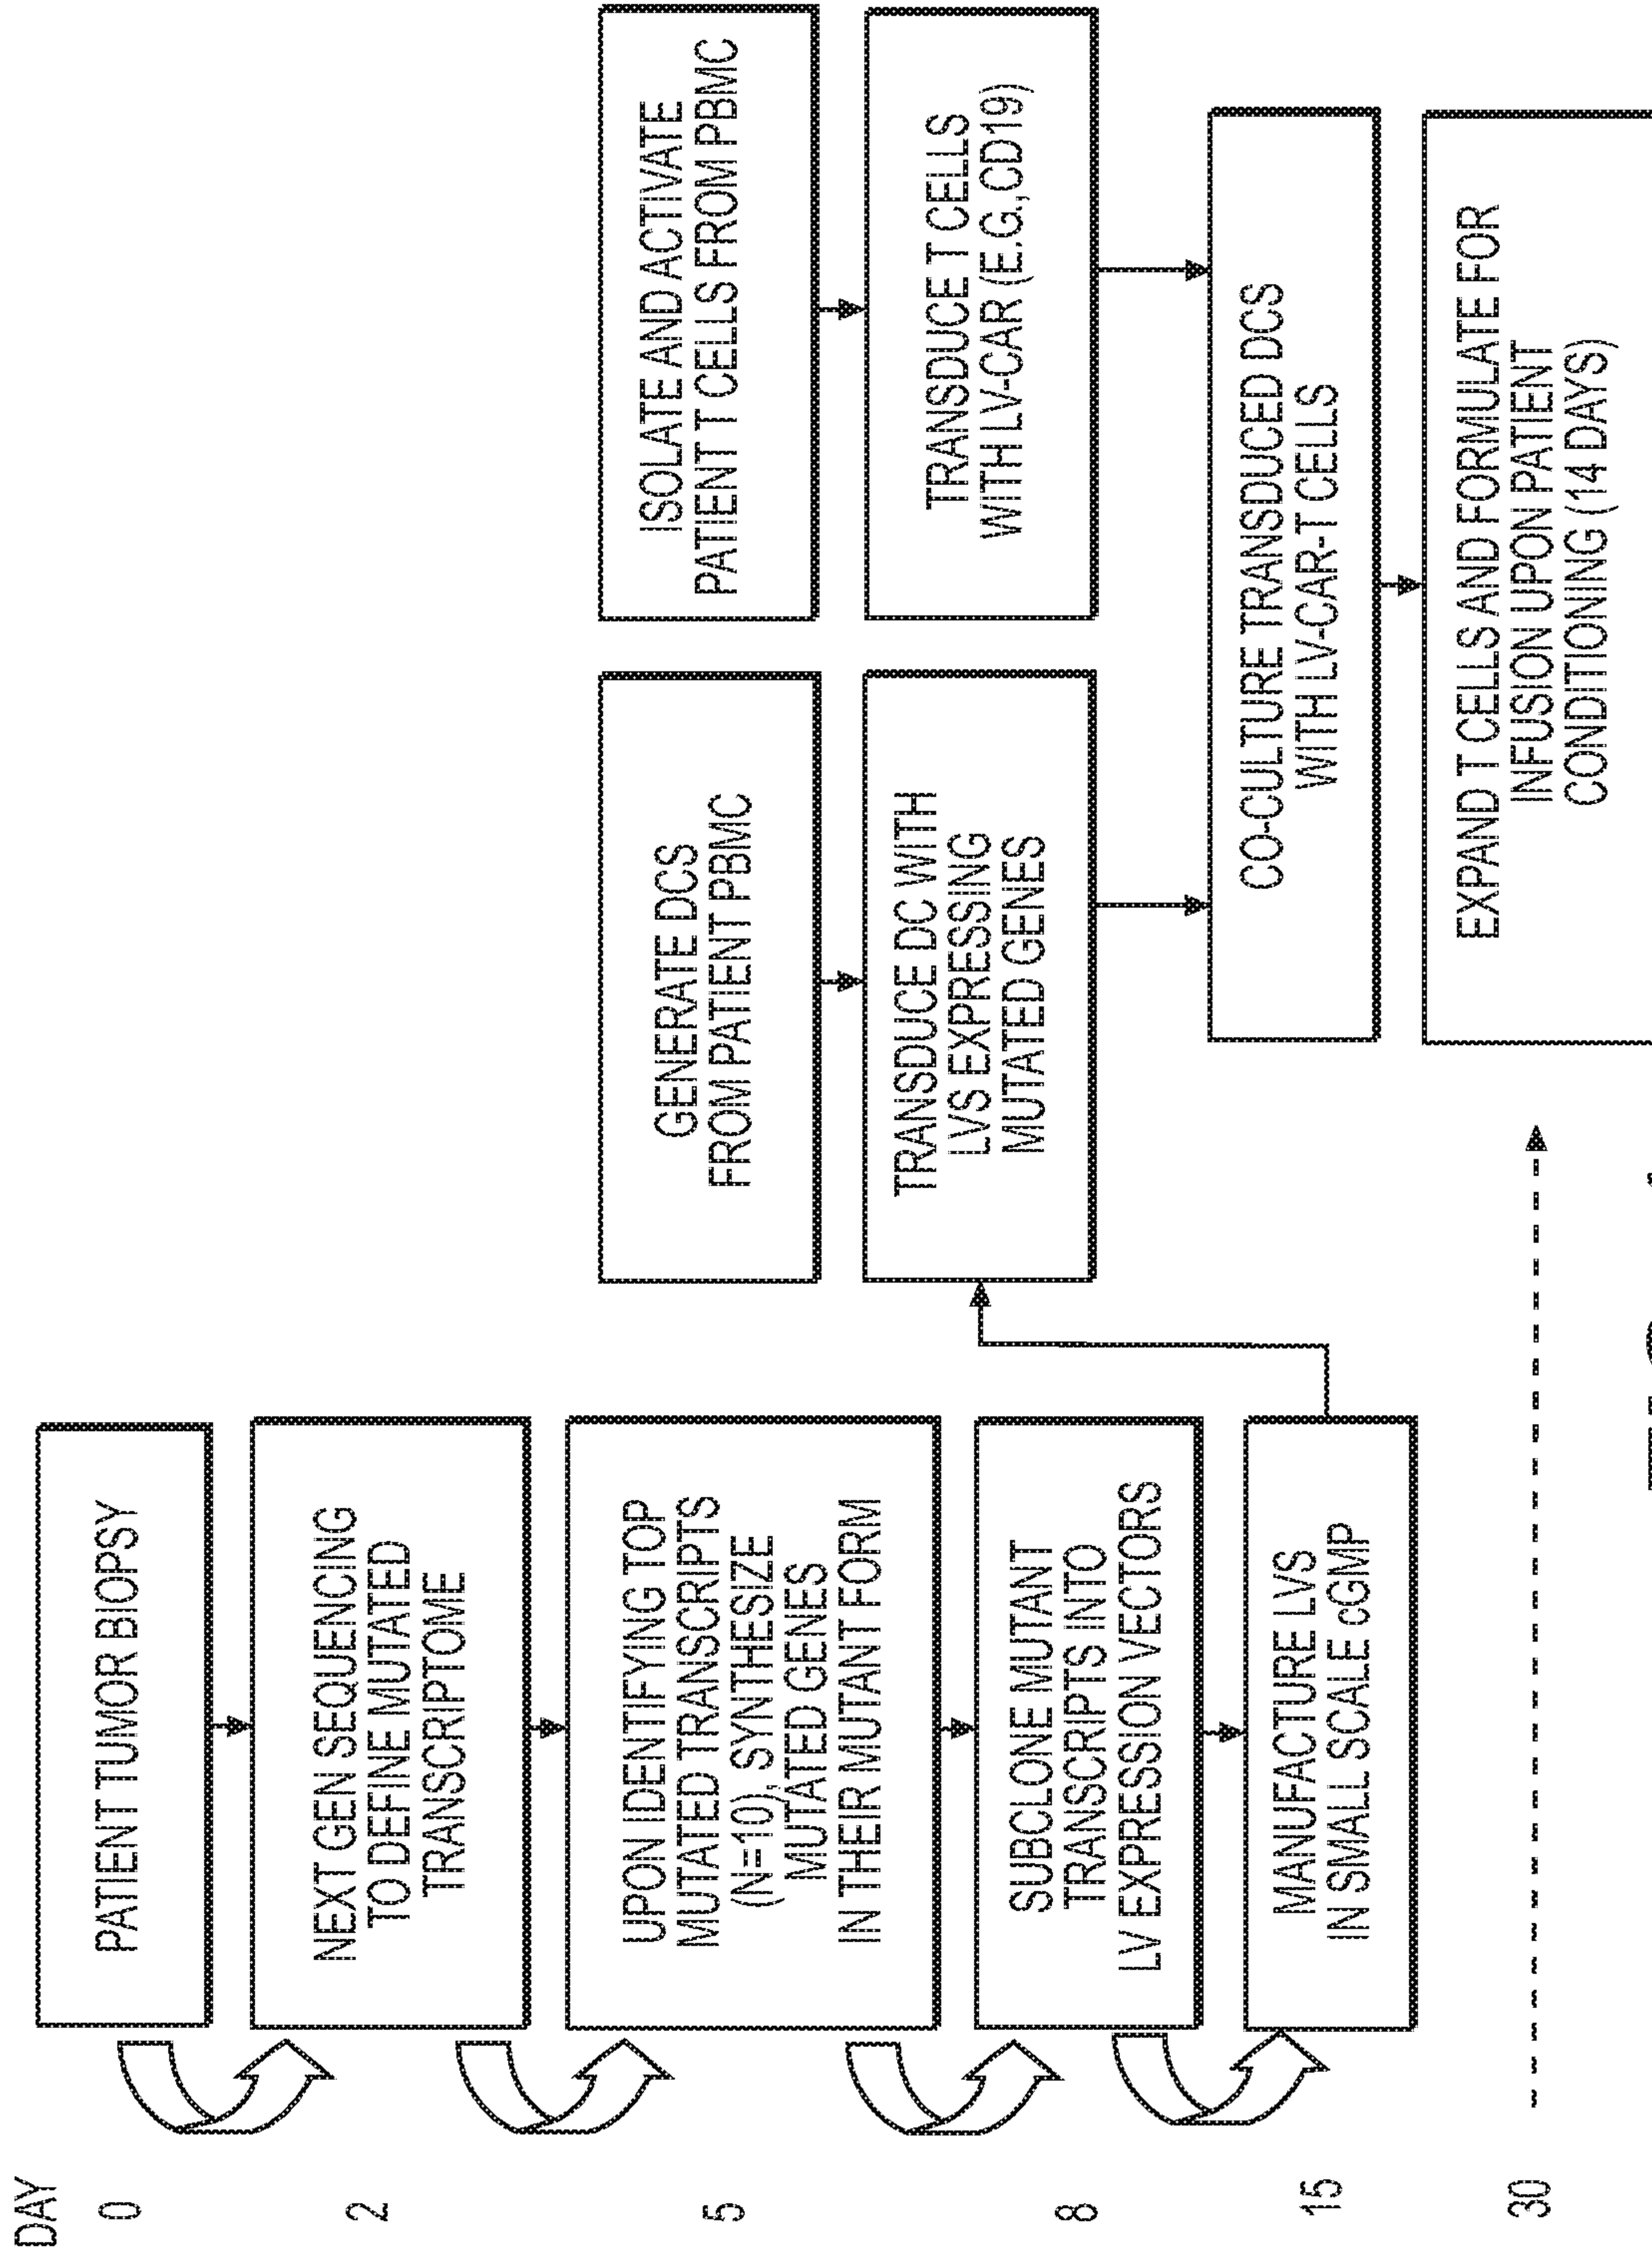 DAY
0
PATIENT TUMOR BIOPSY
2
NEXT GEN SEQUENCING
TO DEFINE MUTATED
TRANSCRIPTOME
5
UPON IDENTIFYING TOP
MUTATED TRANSCRIPTS
(N=10), SYNTHESIZE
MUTATED GENES
IN THEIR MUTANT FORM
8
SUBCLONE MUTANT
TRANSCRIPTS INTO
LV EXPRESSION VECTORS
15
MANUFACTURE LVS
IN SMALL SCALE cGMP
30
GENERATE DCS
FROM PATIENT PBMC
TRANSDUCE DC WITH
LVS EXPRESSING
MUTATED GENES
ISOLATE AND ACTIVATE
PATIENT T CELLS FROM PBMC
TRANSDUCE T CELLS
WITH LV-CAR (E.G.,CD19)
CO-CULTURE TRANSDUCED DCS
WITH LV-CAR-T CELLS
EXPAND T CELLS AND FORMULATE FOR
INFUSION UPON PATIENT
CONDITIONING (14 DAYS)